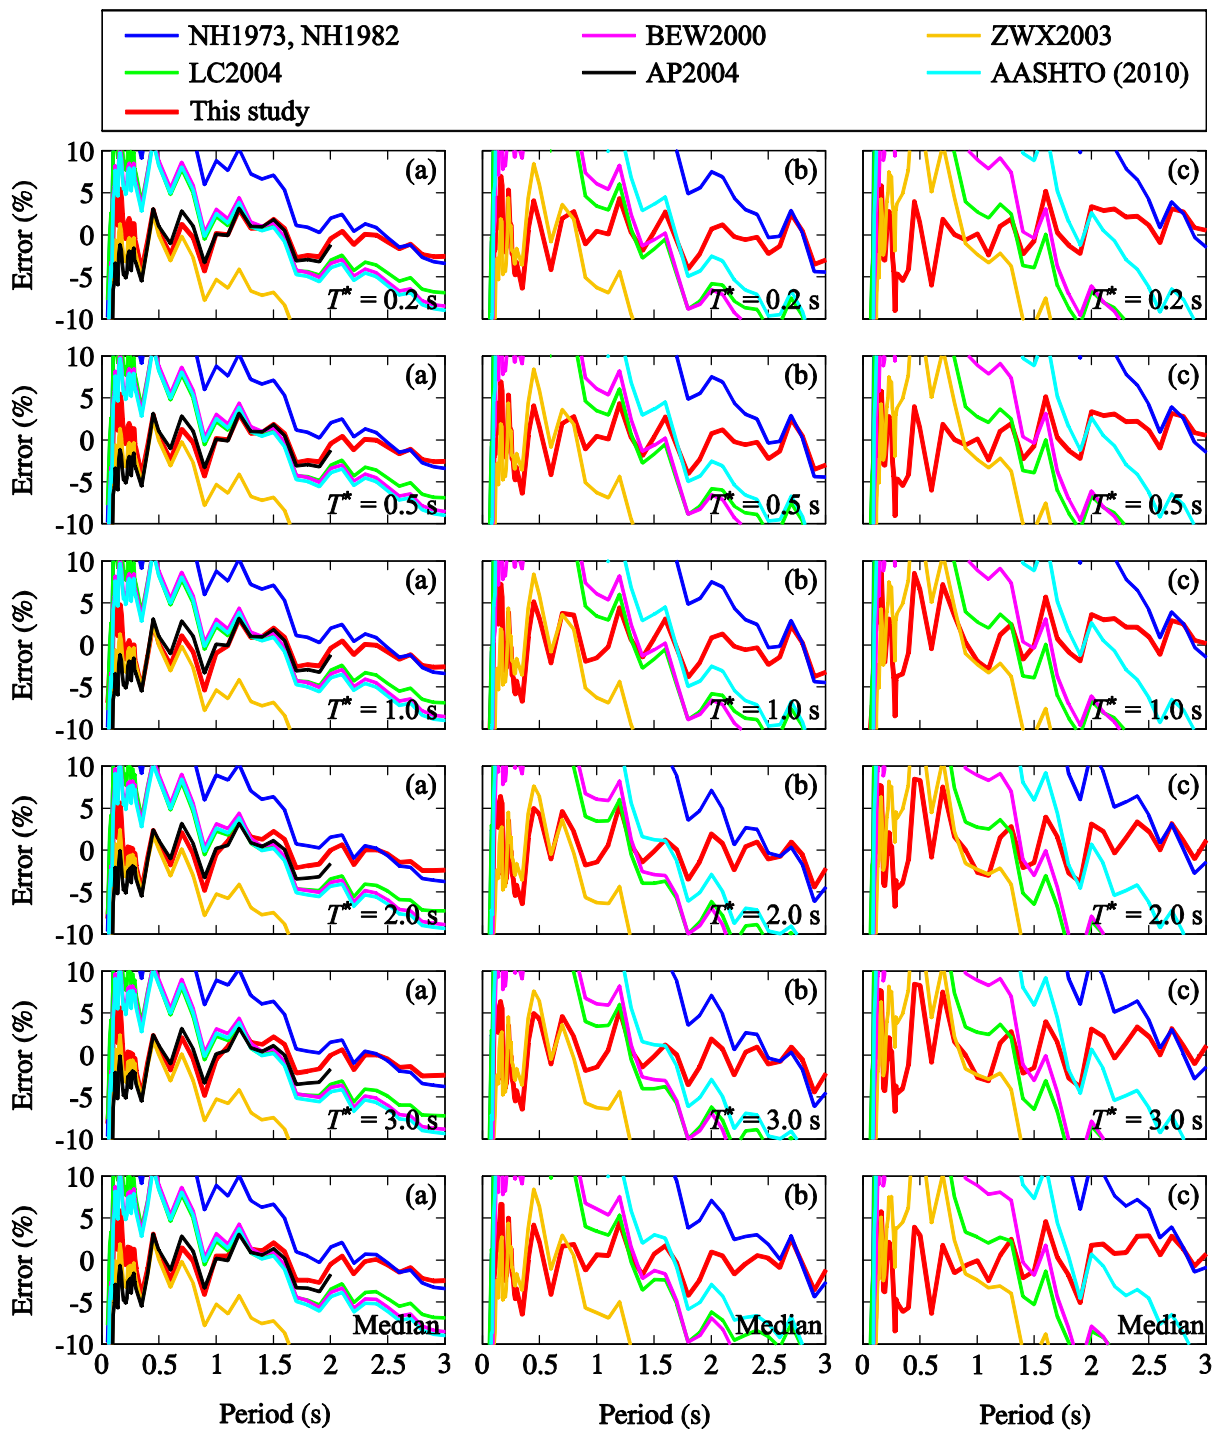 NH1973, NH1982 BEW2000 ZWX2003
LC2004 AP2004 AASHTO (2010)
This study
Error (%)
10
5
0
-5
-10
(a)
T* = 0.2 s
(b)
T* = 0.2 s
(c)
T* = 0.2 s
Error (%)
10
5
0
-5
-10
(a)
T* = 0.5 s
(b)
T* = 0.5 s
(c)
T* = 0.5 s
Error (%)
10
5
0
-5
-10
(a)
T* = 1.0 s
(b)
T* = 1.0 s
(c)
T* = 1.0 s
Error (%)
10
5
0
-5
-10
(a)
T* = 2.0 s
(b)
T* = 2.0 s
(c)
T* = 2.0 s
Error (%)
10
5
0
-5
-10
(a)
T* = 3.0 s
(b)
T* = 3.0 s
(c)
T* = 3.0 s
Error (%)
10
5
0
-5
-10
(a)
Median
(b)
Median
(c)
Median
0 0.5 1 1.5 2 2.5 3
0 0.5 1 1.5 2 2.5 3
0 0.5 1 1.5 2 2.5 3
Period (s)
Period (s)
Period (s)